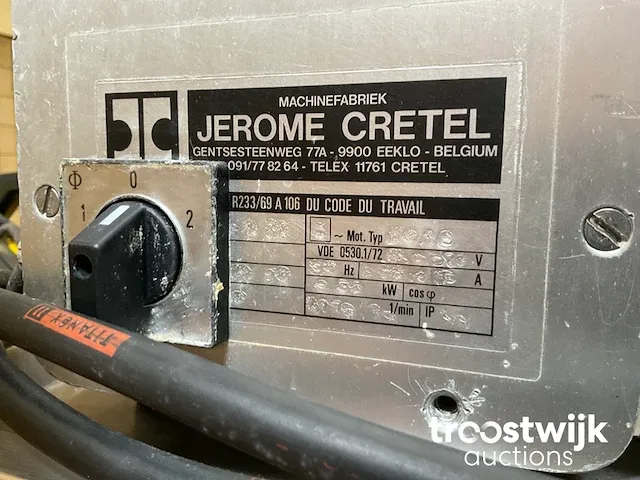 MACHINEFABRIEK
JEROME CRETEL
GENTSESTEENWEG 77A - 9900 EEKLO - BELGIUM
091/77 82 64 - TELEX 11761 CRETEL
R233/69 A 106 DU CODE DU TRAVAIL
~ Mot. Typ
VDE 0530.1/72 V
Hz A
kW cos φ
1/min IP
0
1 2
TITANEX
troostwijk
auctions